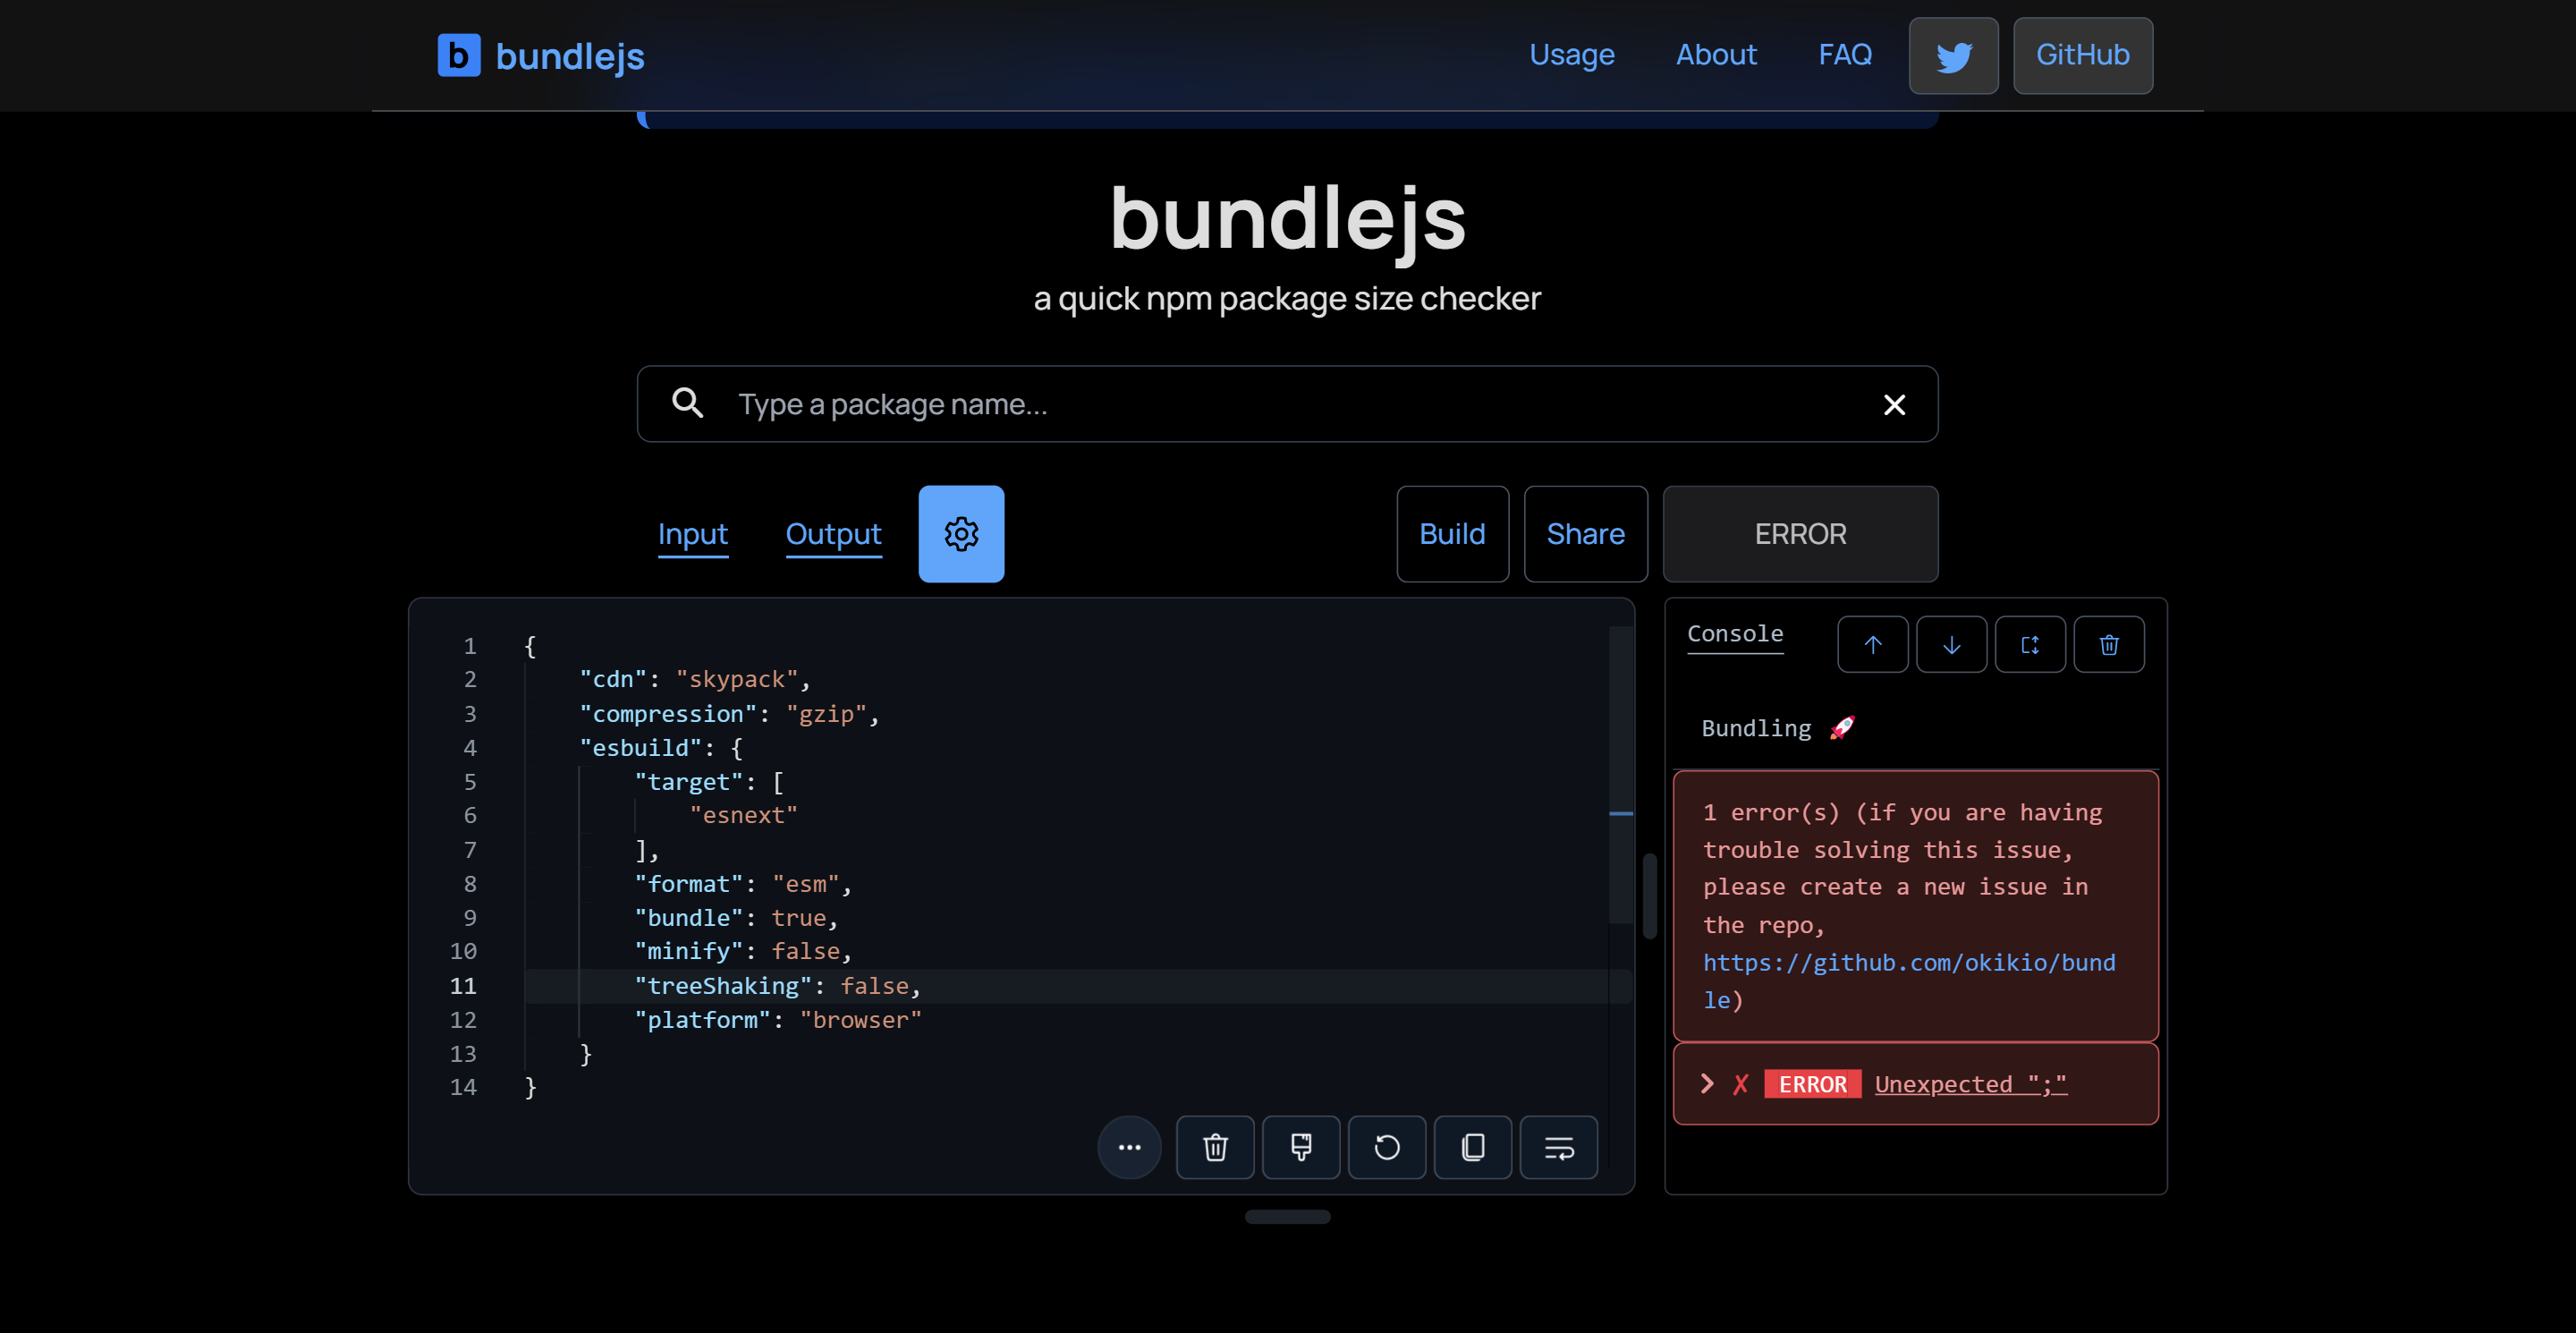 b bundlejs
Usage About FAQ GitHub
bundlejs
a quick npm package size checker
Type a package name...
Input Output Build Share ERROR
1 {
2 "cdn": "skypack",
3 "compression": "gzip",
4 "esbuild": {
5 "target": [
6 "esnext"
7 ],
8 "format": "esm",
9 "bundle": true,
10 "minify": false,
11 "treeShaking": false,
12 "platform": "browser"
13 }
14 }
Console
Bundling 🚀
1 error(s) (if you are having
trouble solving this issue,
please create a new issue in
the repo,
https://github.com/okikio/bund
le)
✗ ERROR Unexpected ";"